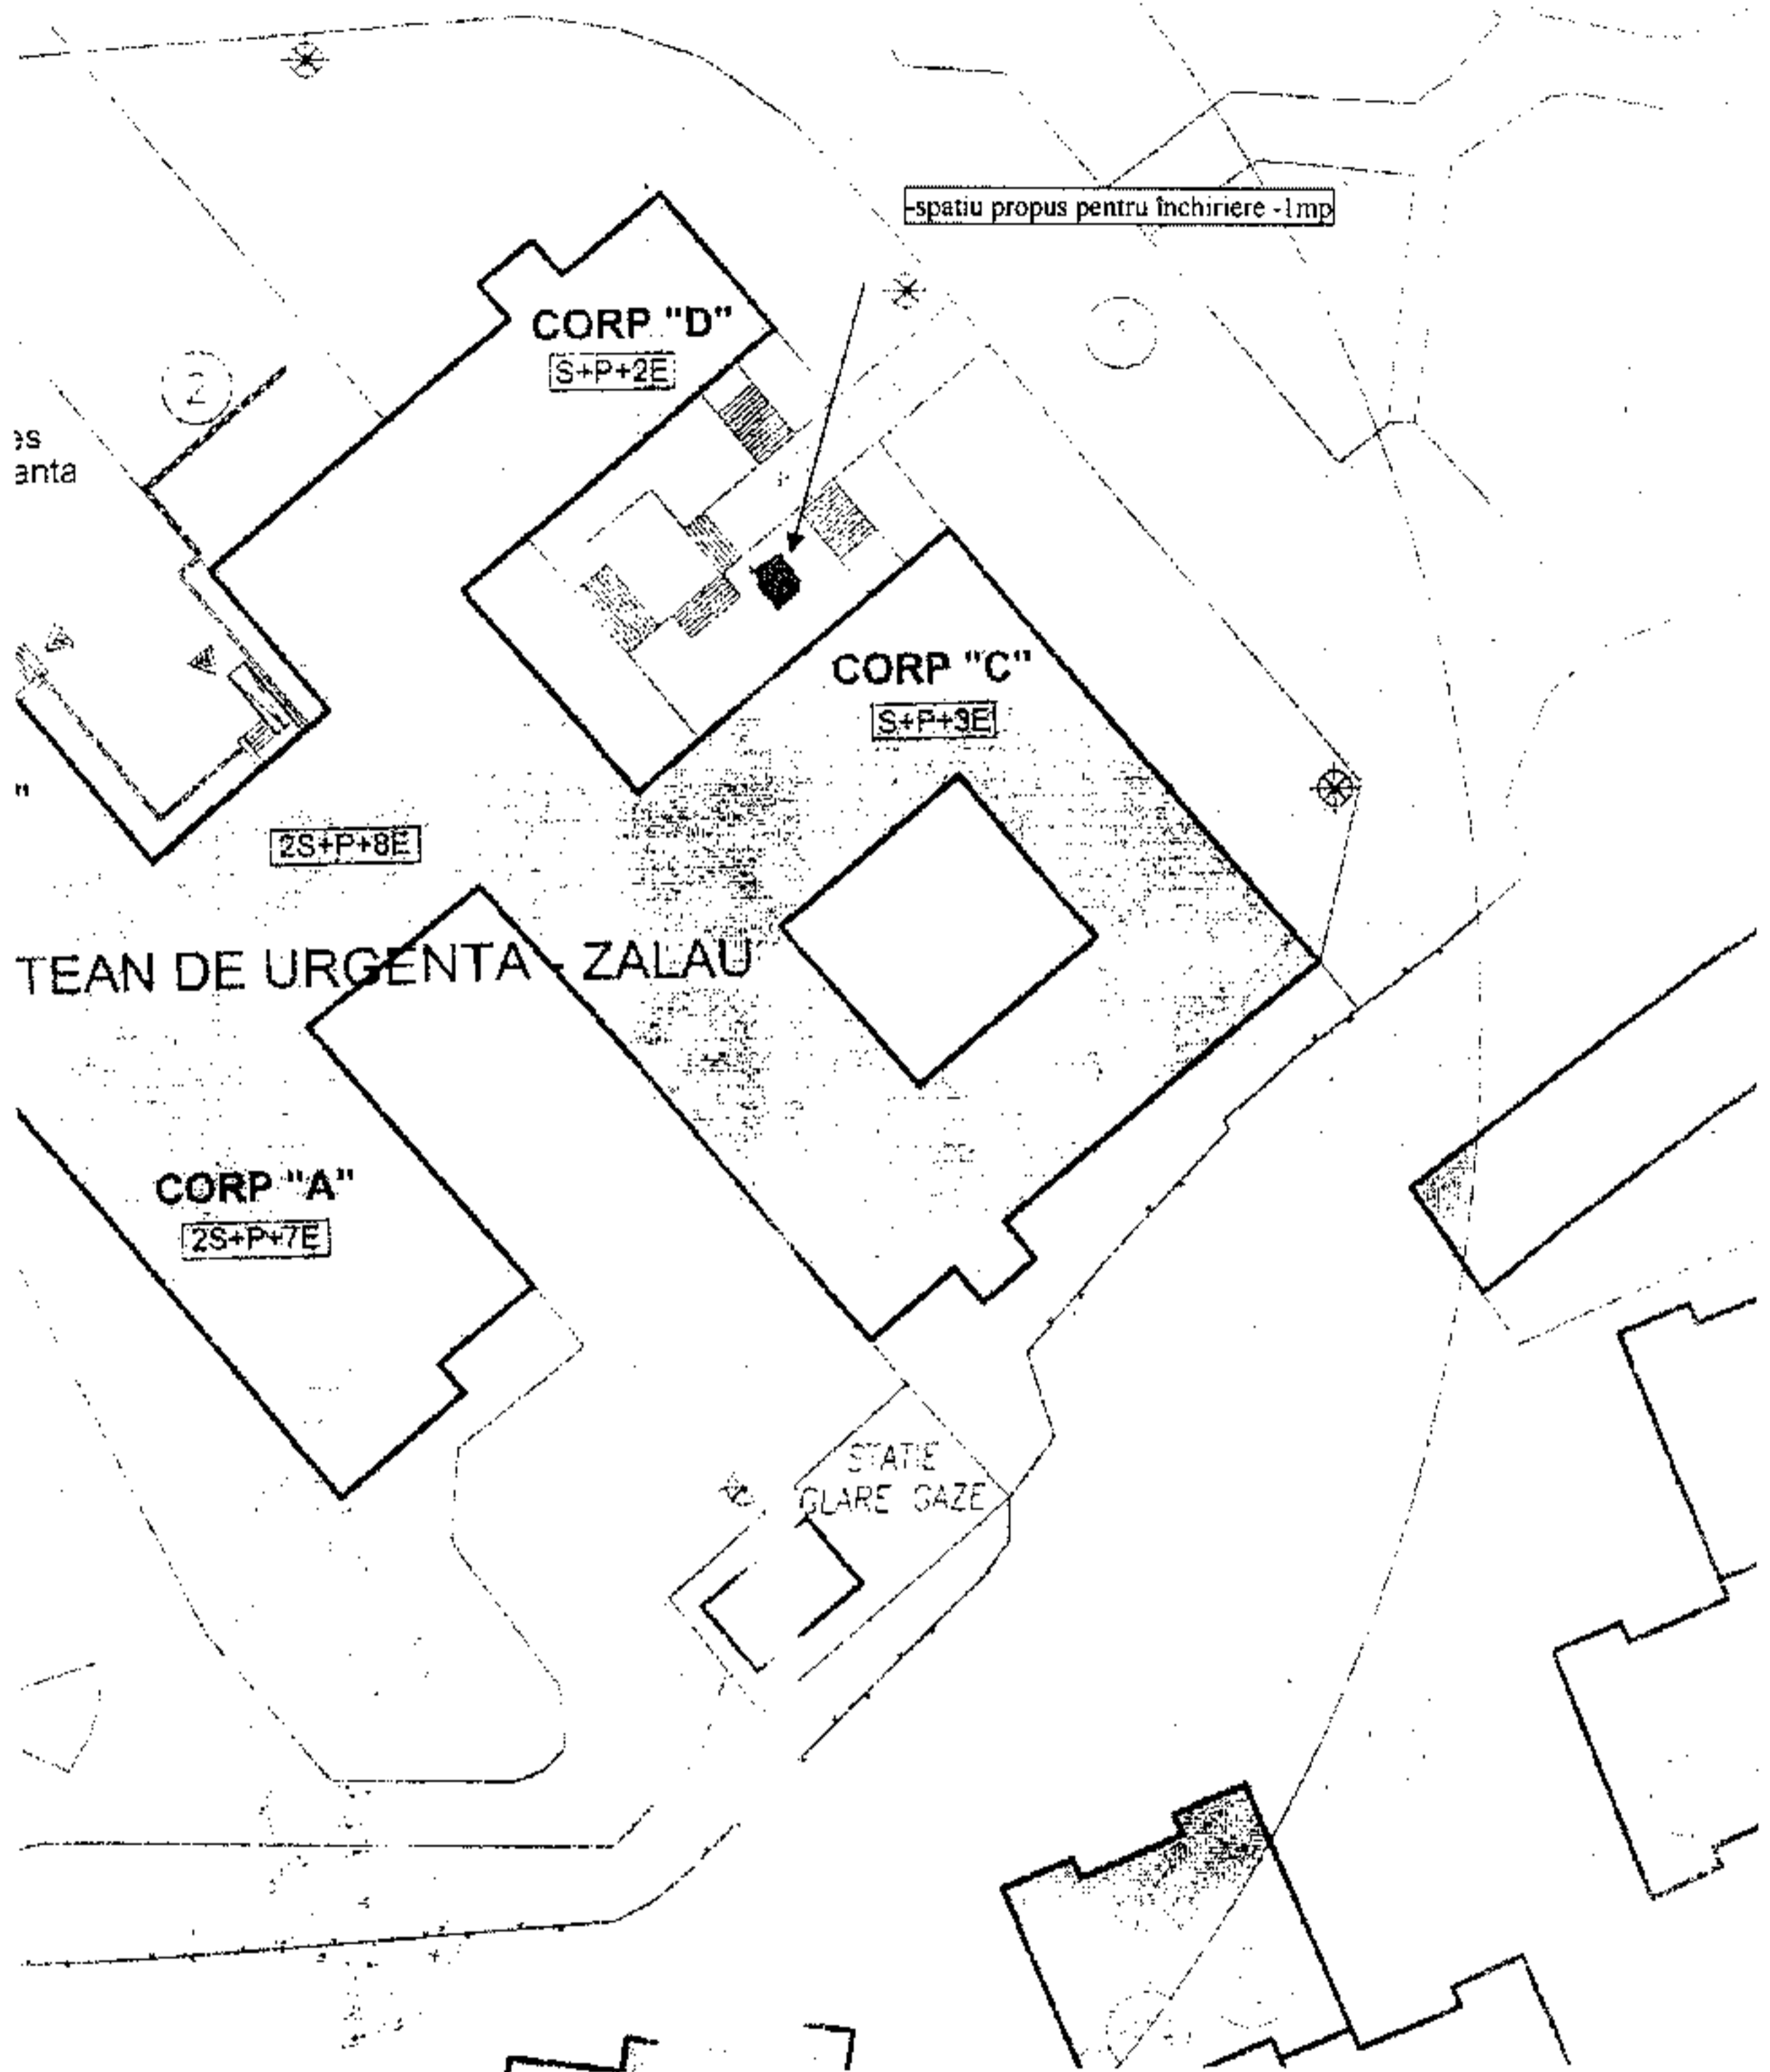 -spatiu propus pentru închiriere -1mp
CORP "D"
S+P+2E
2
es
anta
CORP "C"
S+P+3E
"
2S+P+8E
TEAN DE URGENTA - ZALAU
CORP "A"
2S+P+7E
STATIE
GLARE GAZE